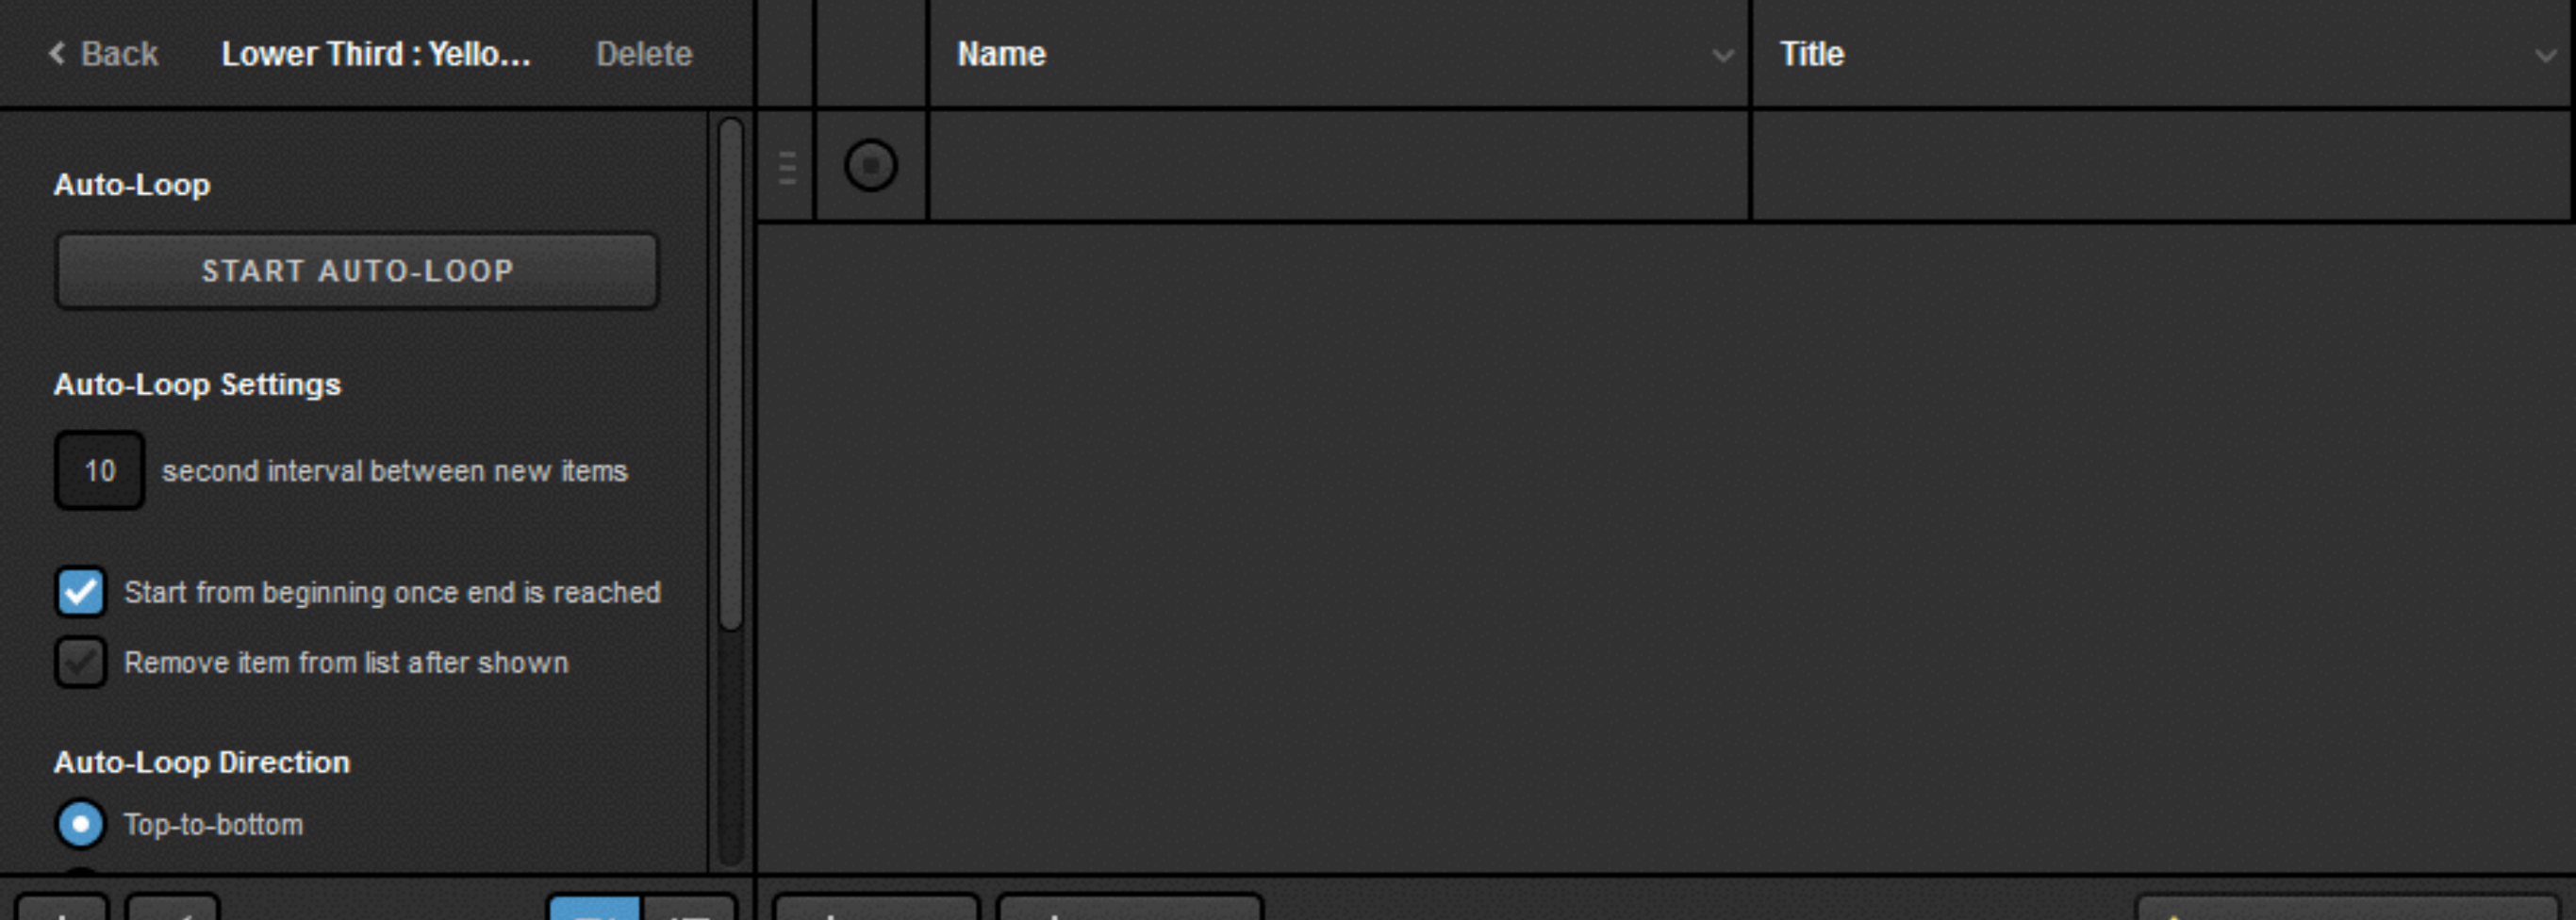 Back Lower Third : Yello... Delete
Name Title
Auto-Loop
START AUTO-LOOP
Auto-Loop Settings
10 second interval between new items
Start from beginning once end is reached
Remove item from list after shown
Auto-Loop Direction
Top-to-bottom